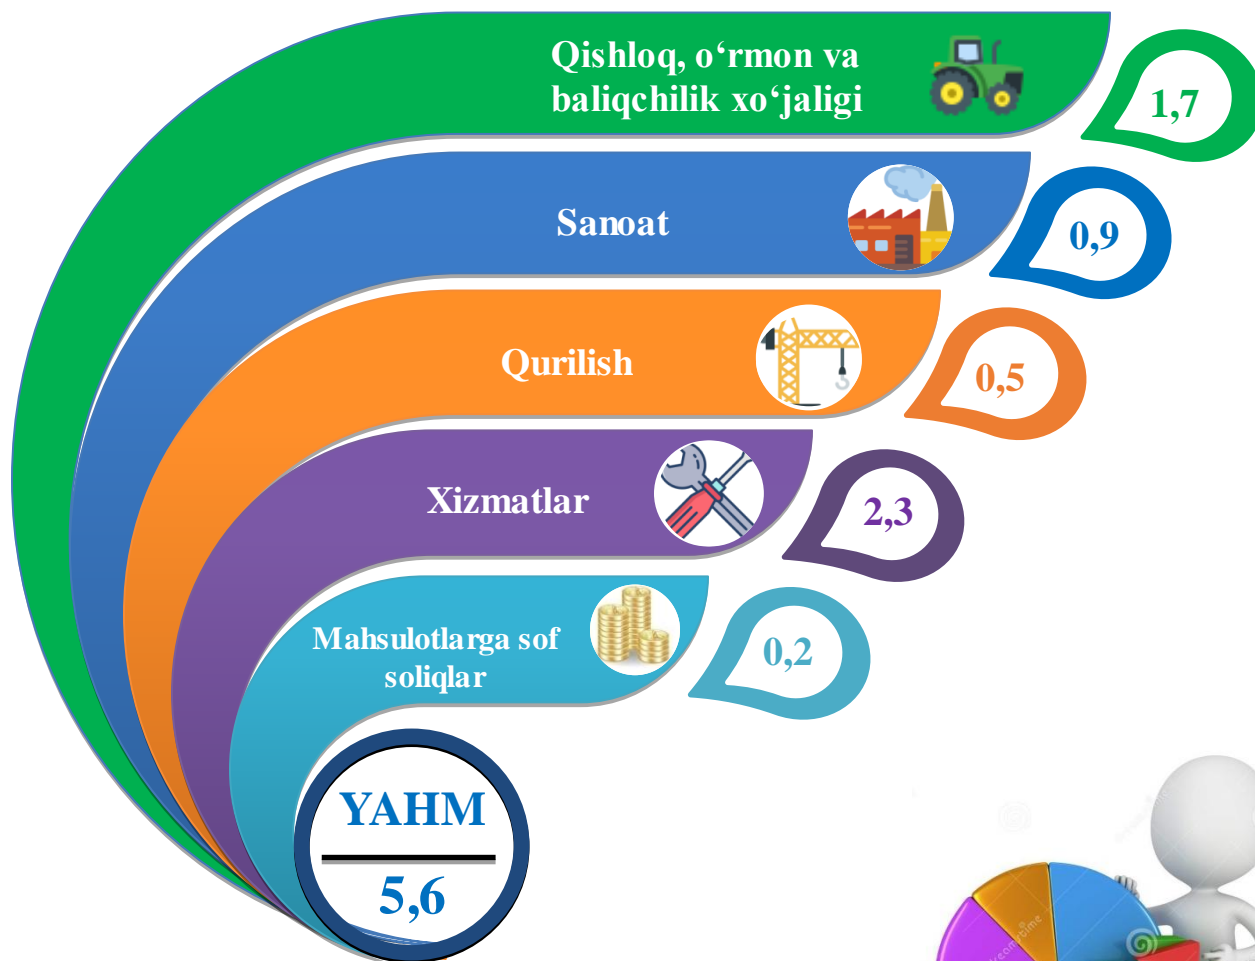 Qishloq, o‘rmon va
baliqchilik xo‘jaligi
1,7
Sanoat
0,9
Qurilish
0,5
Xizmatlar
2,3
Mahsulotlarga sof
soliqlar
0,2
YAHM
5,6